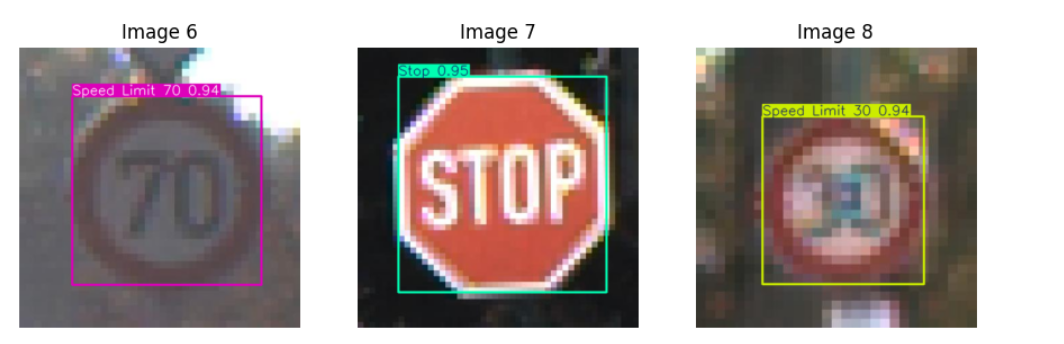 Image 6
Image 7
Image 8
Speed Limit 70 0.94
Stop 0.95
Speed Limit 30 0.94
70
STOP